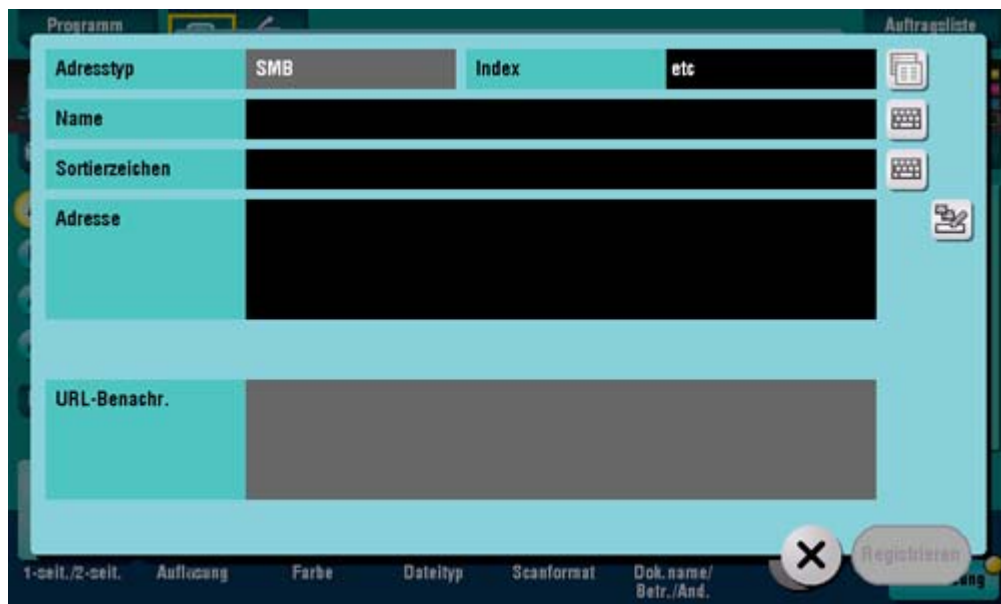 Programm
Auftragsliste
Adresstyp SMB Index etc
Name
Sortierzeichen
Adresse
URL-Benachr.
Registrieren
1-seit./2-seit. Auflösung Farbe Dateityp Scanformat Dok.name/
Betr./And.